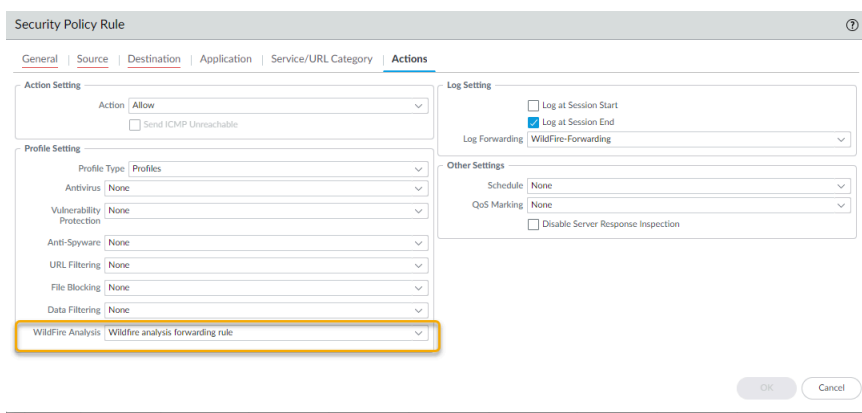 Security Policy Rule
General | Source | Destination | Application | Service/URL Category | Actions
Action Setting
Action Allow
Send ICMP Unreachable
Profile Setting
Profile Type Profiles
Antivirus None
Vulnerability Protection None
Anti-Spyware None
URL Filtering None
File Blocking None
Data Filtering None
WildFire Analysis Wildfire analysis forwarding rule
Log Setting
Log at Session Start
Log at Session End
Log Forwarding WildFire-Forwarding
Other Settings
Schedule None
QoS Marking None
Disable Server Response Inspection
OK Cancel